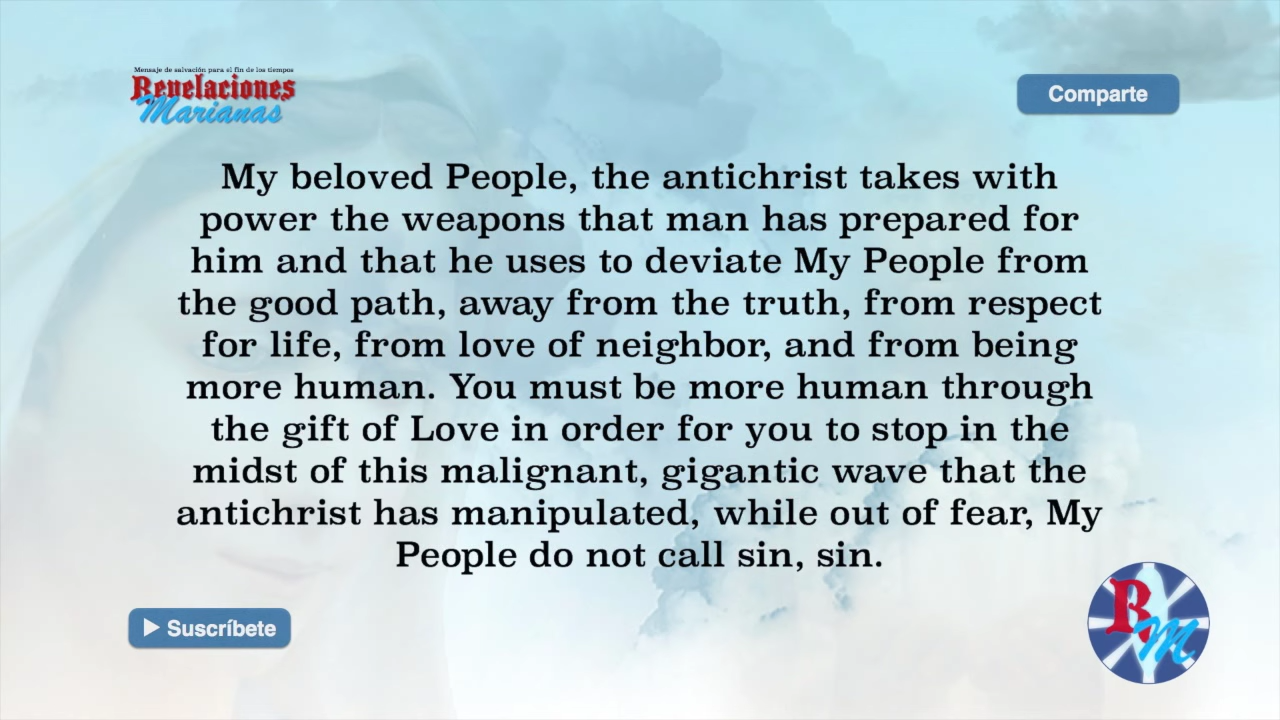 Mensaje de salvación para el fin de los tiempos
Revelaciones
Marianas
Comparte
My beloved People, the antichrist takes with
power the weapons that man has prepared for
him and that he uses to deviate My People from
the good path, away from the truth, from respect
for life, from love of neighbor, and from being
more human. You must be more human through
the gift of Love in order for you to stop in the
midst of this malignant, gigantic wave that the
antichrist has manipulated, while out of fear, My
People do not call sin, sin.
Suscríbete
R
M